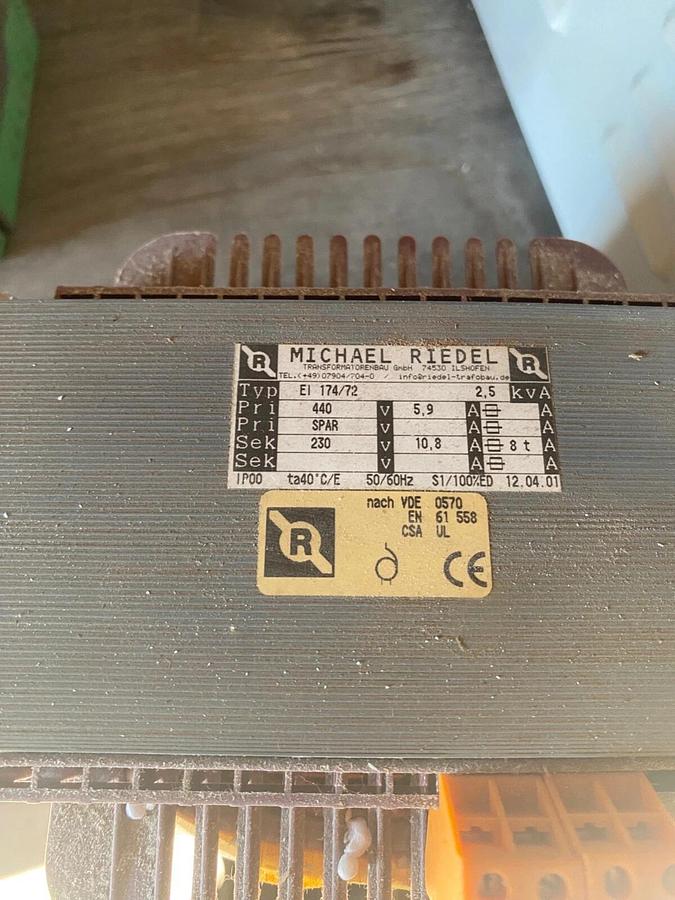 R MICHAEL RIEDEL R
TRANSFORMATORENBAU GmbH 74530 ILSHOFEN
TEL.(+49)07904/704-0 / info@riedel-trafobau.de
Typ EI 174/72 2,5 kVA
Pri 440 V 5,9 A A
Pri SPAR V A A
Sek 230 V 10,8 A 8 t A
Sek V A A
IP00 ta40°C/E 50/60Hz S1/100%ED 12.04.01
nach VDE 0570
EN 61 558
CSA UL
R CE